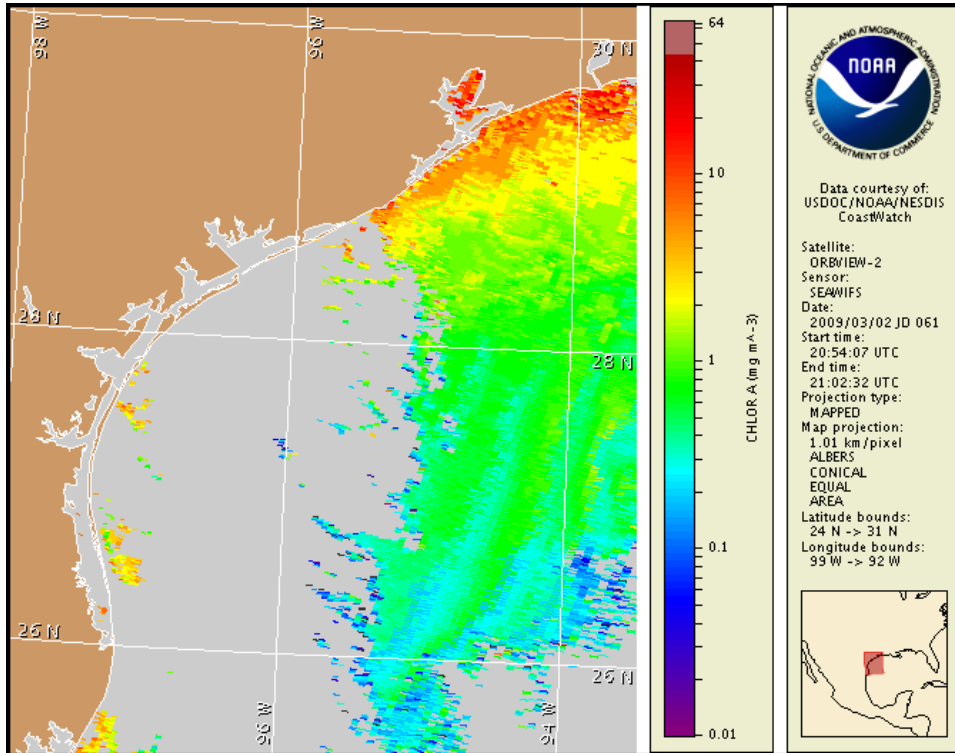 98 W
96 W
30 N
28 N
28 N
26 N
26 N
96 W
94 W
64
10
1
0.1
0.01
CHLOR A (mg m^-3)
NATIONAL OCEANIC AND ATMOSPHERIC ADMINISTRATION
NOAA
U.S. DEPARTMENT OF COMMERCE
Data courtesy of:
USDOC/NOAA/NESDIS
CoastWatch
Satellite:
ORBVIEW-2
Sensor:
SEAWIFS
Date:
2009/03/02 JD 061
Start time:
20:54:07 UTC
End time:
21:02:32 UTC
Projection type:
MAPPED
Map projection:
1.01 km/pixel
ALBERS
CONICAL
EQUAL
AREA
Latitude bounds:
24 N -> 31 N
Longitude bounds:
99 W -> 92 W